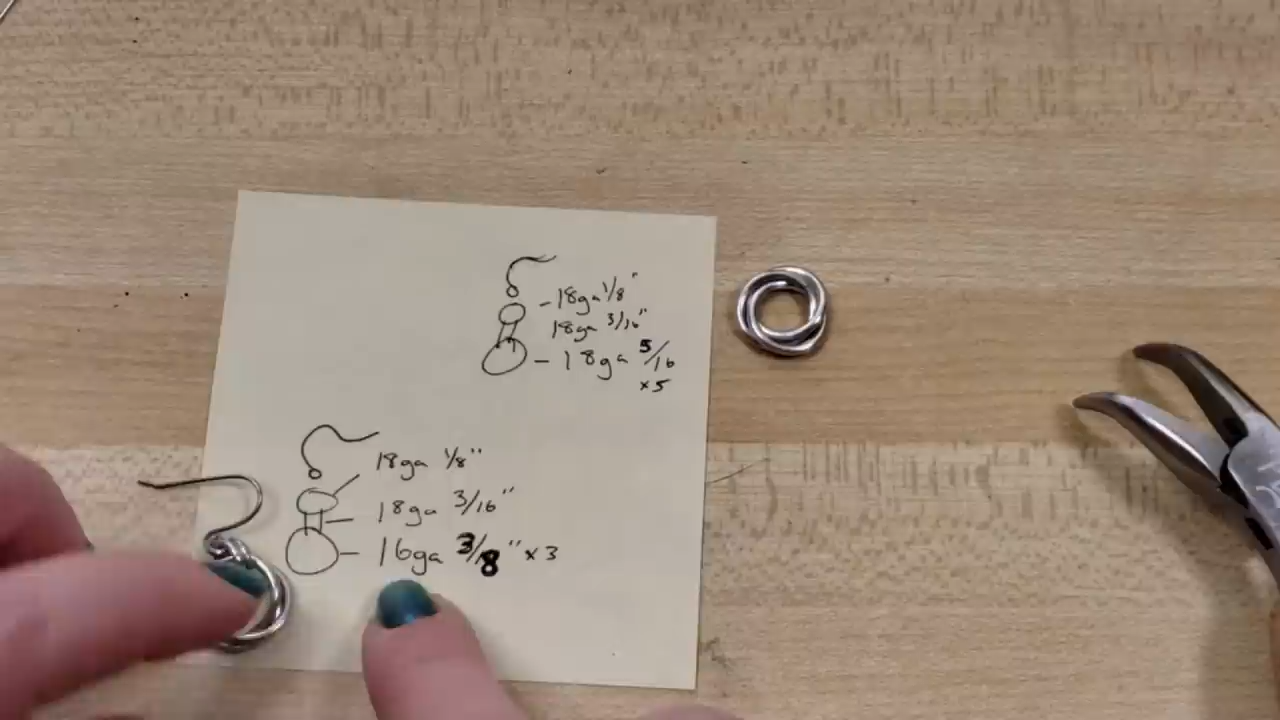 18ga 1/8"
18ga 3/16"
18ga 5/16
x5
18ga 1/8"
18ga 3/16"
16ga 3/8" x3